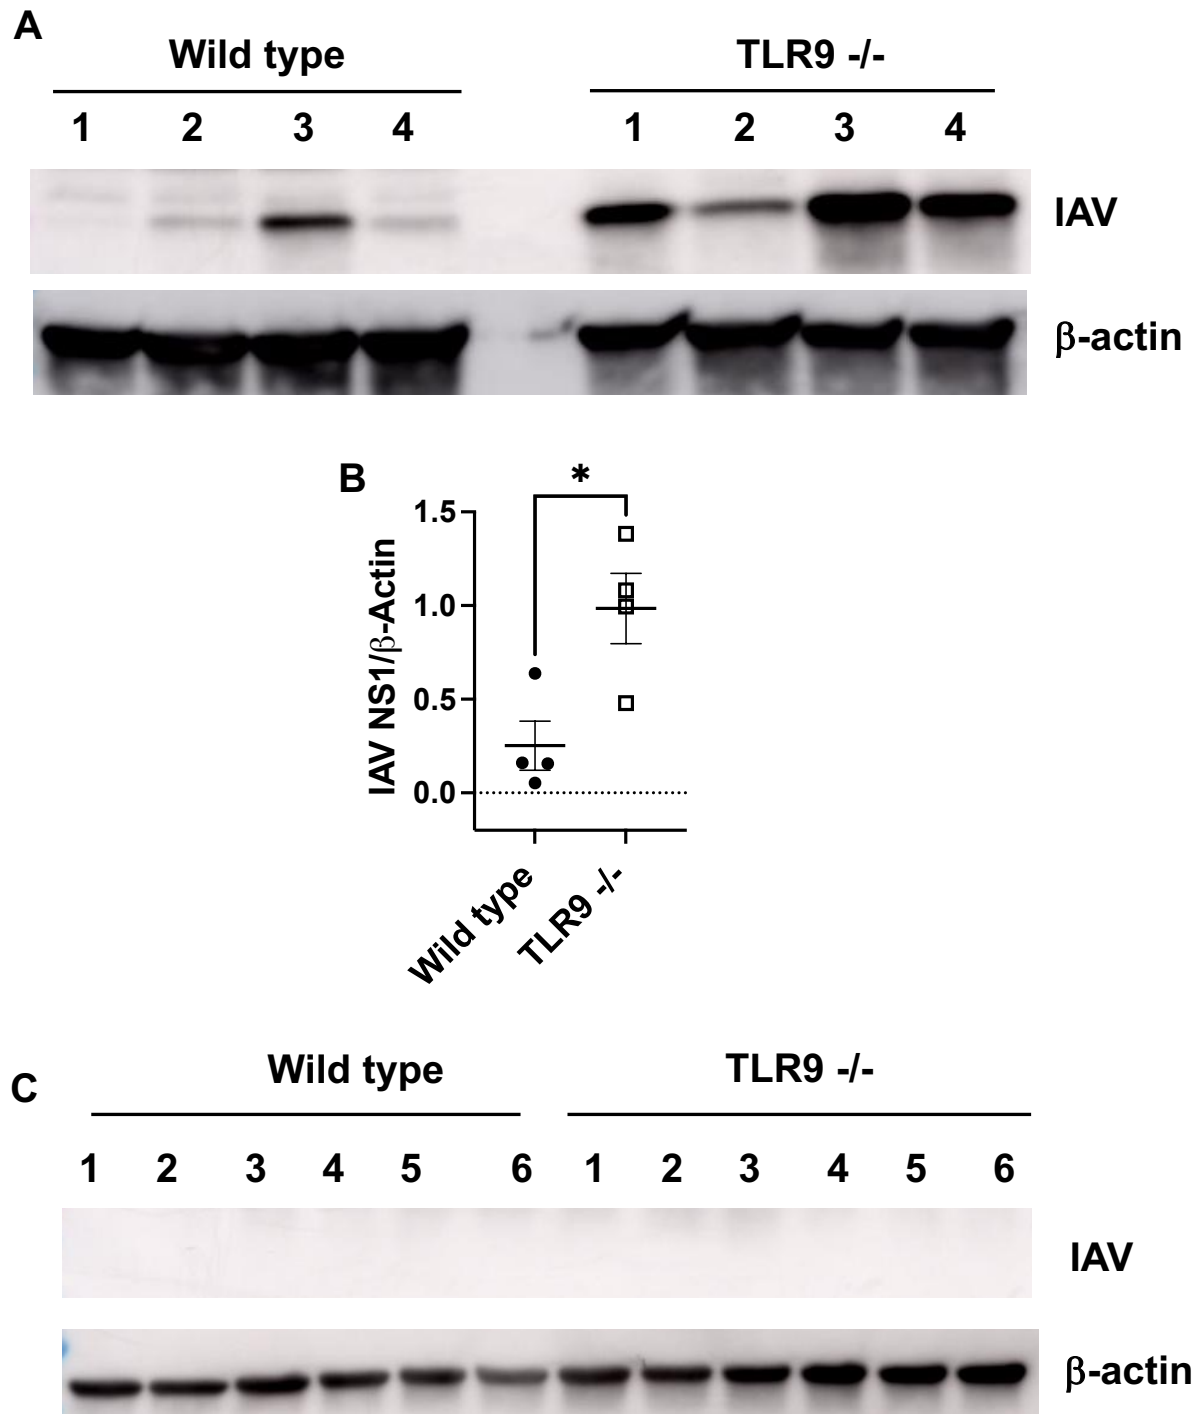 A
Wild type TLR9 -/-
1 2 3 4 1 2 3 4
IAV
β-actin
B
*
IAV NS1/β-Actin
1.5
1.0
0.5
0.0
Wild type
TLR9 -/-
C
Wild type TLR9 -/-
1 2 3 4 5 6 1 2 3 4 5 6
IAV
β-actin